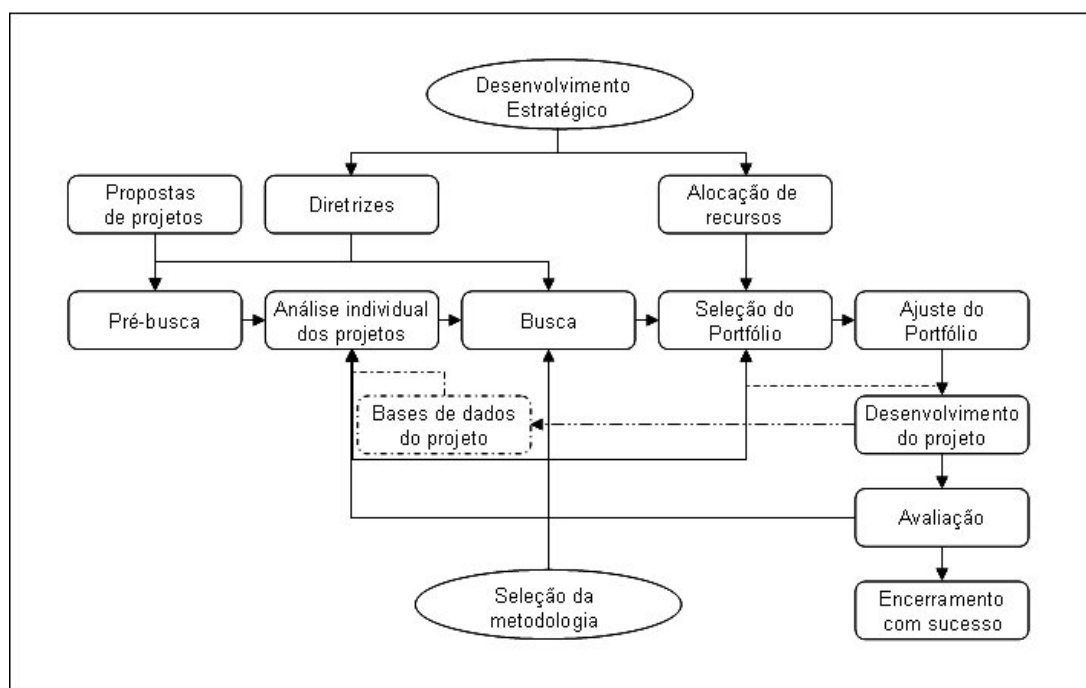 Desenvolvimento
Estratégico
Propostas
de projetos
Diretrizes
Alocação de
recursos
Pré-busca
Análise individual
dos projetos
Busca
Seleção do
Portfólio
Ajuste do
Portfólio
Bases de dados
do projeto
Desenvolvimento
do projeto
Avaliação
Seleção da
metodologia
Encerramento
com sucesso